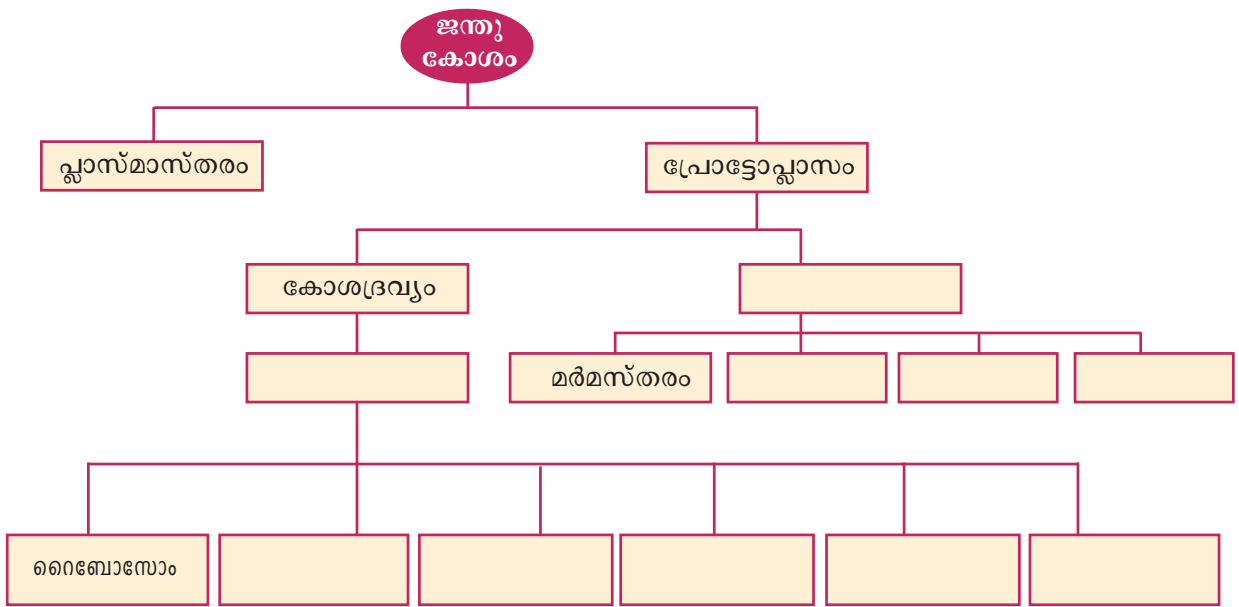 ജന്തു
കോശം
പ്ലാസ്മാസ്തരം
പ്രോട്ടോപ്ലാസം
കോശദ്രവ്യം
മർമസ്തരം
റൈബോസോം